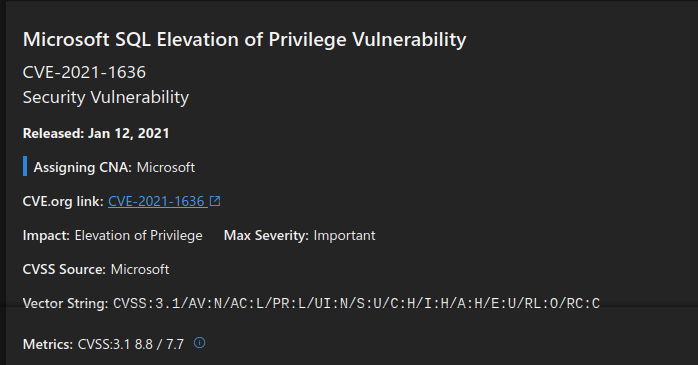 Microsoft SQL Elevation of Privilege Vulnerability
CVE-2021-1636
Security Vulnerability
Released: Jan 12, 2021
Assigning CNA: Microsoft
CVE.org link: CVE-2021-1636
Impact: Elevation of Privilege Max Severity: Important
CVSS Source: Microsoft
Vector String: CVSS:3.1/AV:N/AC:L/PR:L/UI:N/S:U/C:H/I:H/A:H/E:U/RL:O/RC:C
Metrics: CVSS:3.1 8.8 / 7.7